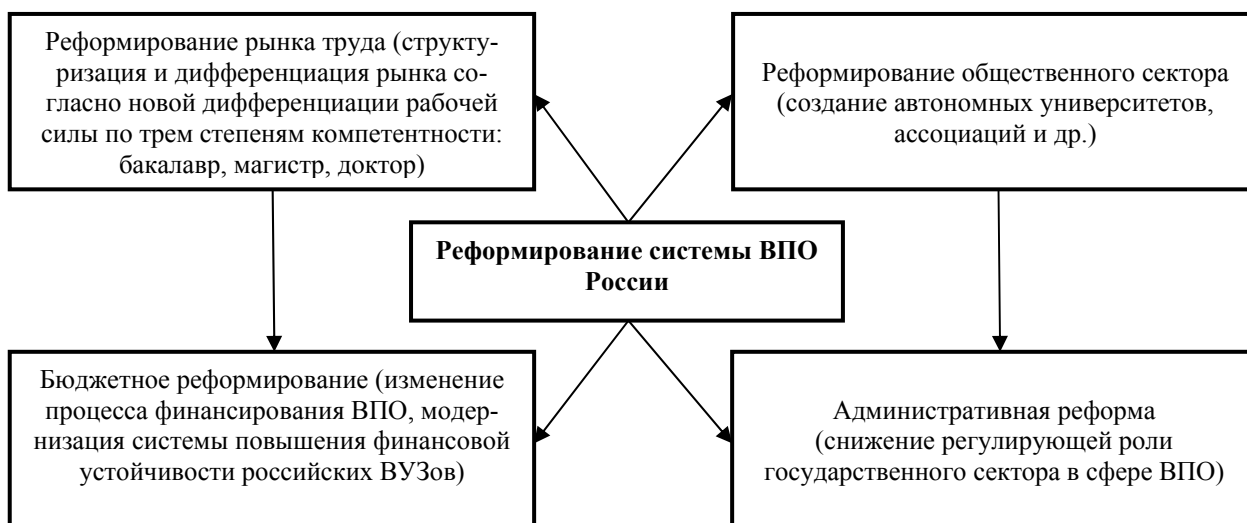 Реформирование рынка труда (структу-
ризация и дифференциация рынка со-
гласно новой дифференциации рабочей
силы по трем степеням компетентности:
бакалавр, магистр, доктор)
Реформирование общественного сектора
(создание автономных университетов,
ассоциаций и др.)
Реформирование системы ВПО
России
Бюджетное реформирование (изменение
процесса финансирования ВПО, модер-
низация системы повышения финансовой
устойчивости российских ВУЗов)
Административная реформа
(снижение регулирующей роли
государственного сектора в сфере ВПО)